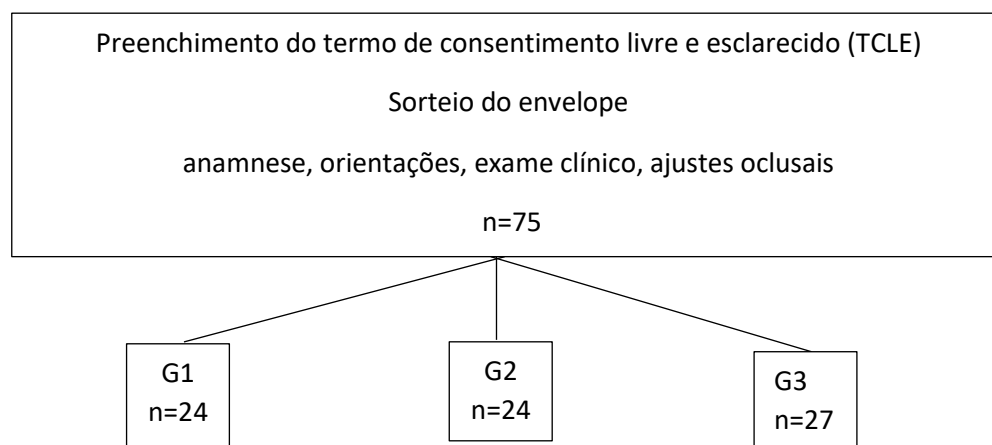 Preenchimento do termo de consentimento livre e esclarecido (TCLE)
Sorteio do envelope
anamnese, orientações, exame clínico, ajustes oclusais
n=75
G1
n=24
G2
n=24
G3
n=27